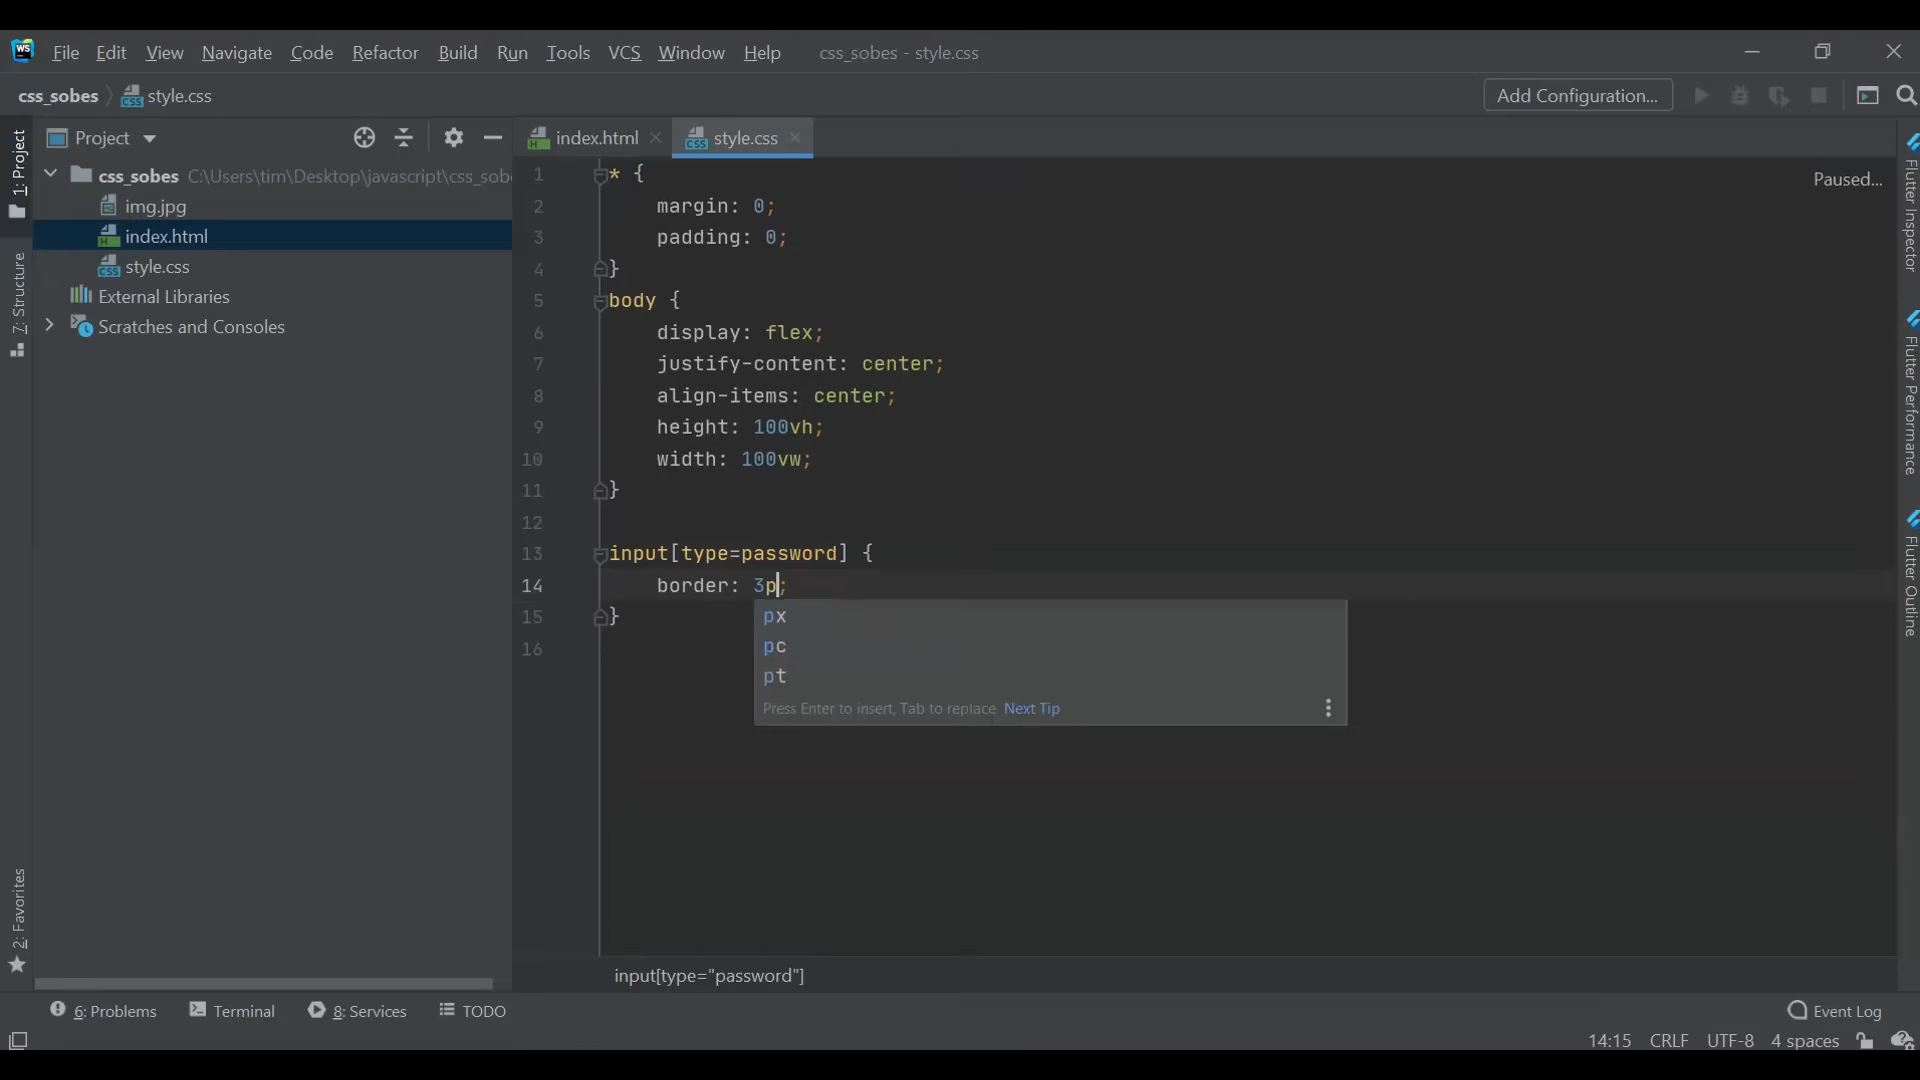 WS File Edit View Navigate Code Refactor Build Run Tools VCS Window Help css_sobes - style.css
css_sobes style.css Add Configuration...
1: Project
7: Structure
2: Favorites
Project
css_sobes C:\Users\tim\Desktop\javascript\css_sobe
img.jpg
index.html
style.css
External Libraries
Scratches and Consoles
index.html style.css
Paused...
1 * {
2 margin: 0;
3 padding: 0;
4 }
5 body {
6 display: flex;
7 justify-content: center;
8 align-items: center;
9 height: 100vh;
10 width: 100vw;
11 }
12
13 input[type=password] {
14 border: 3p;
15 }
16
px
pc
pt
Press Enter to insert, Tab to replace Next Tip
input[type="password"]
Flutter Inspector
Flutter Performance
Flutter Outline
6: Problems Terminal 8: Services TODO Event Log
14:15 CRLF UTF-8 4 spaces